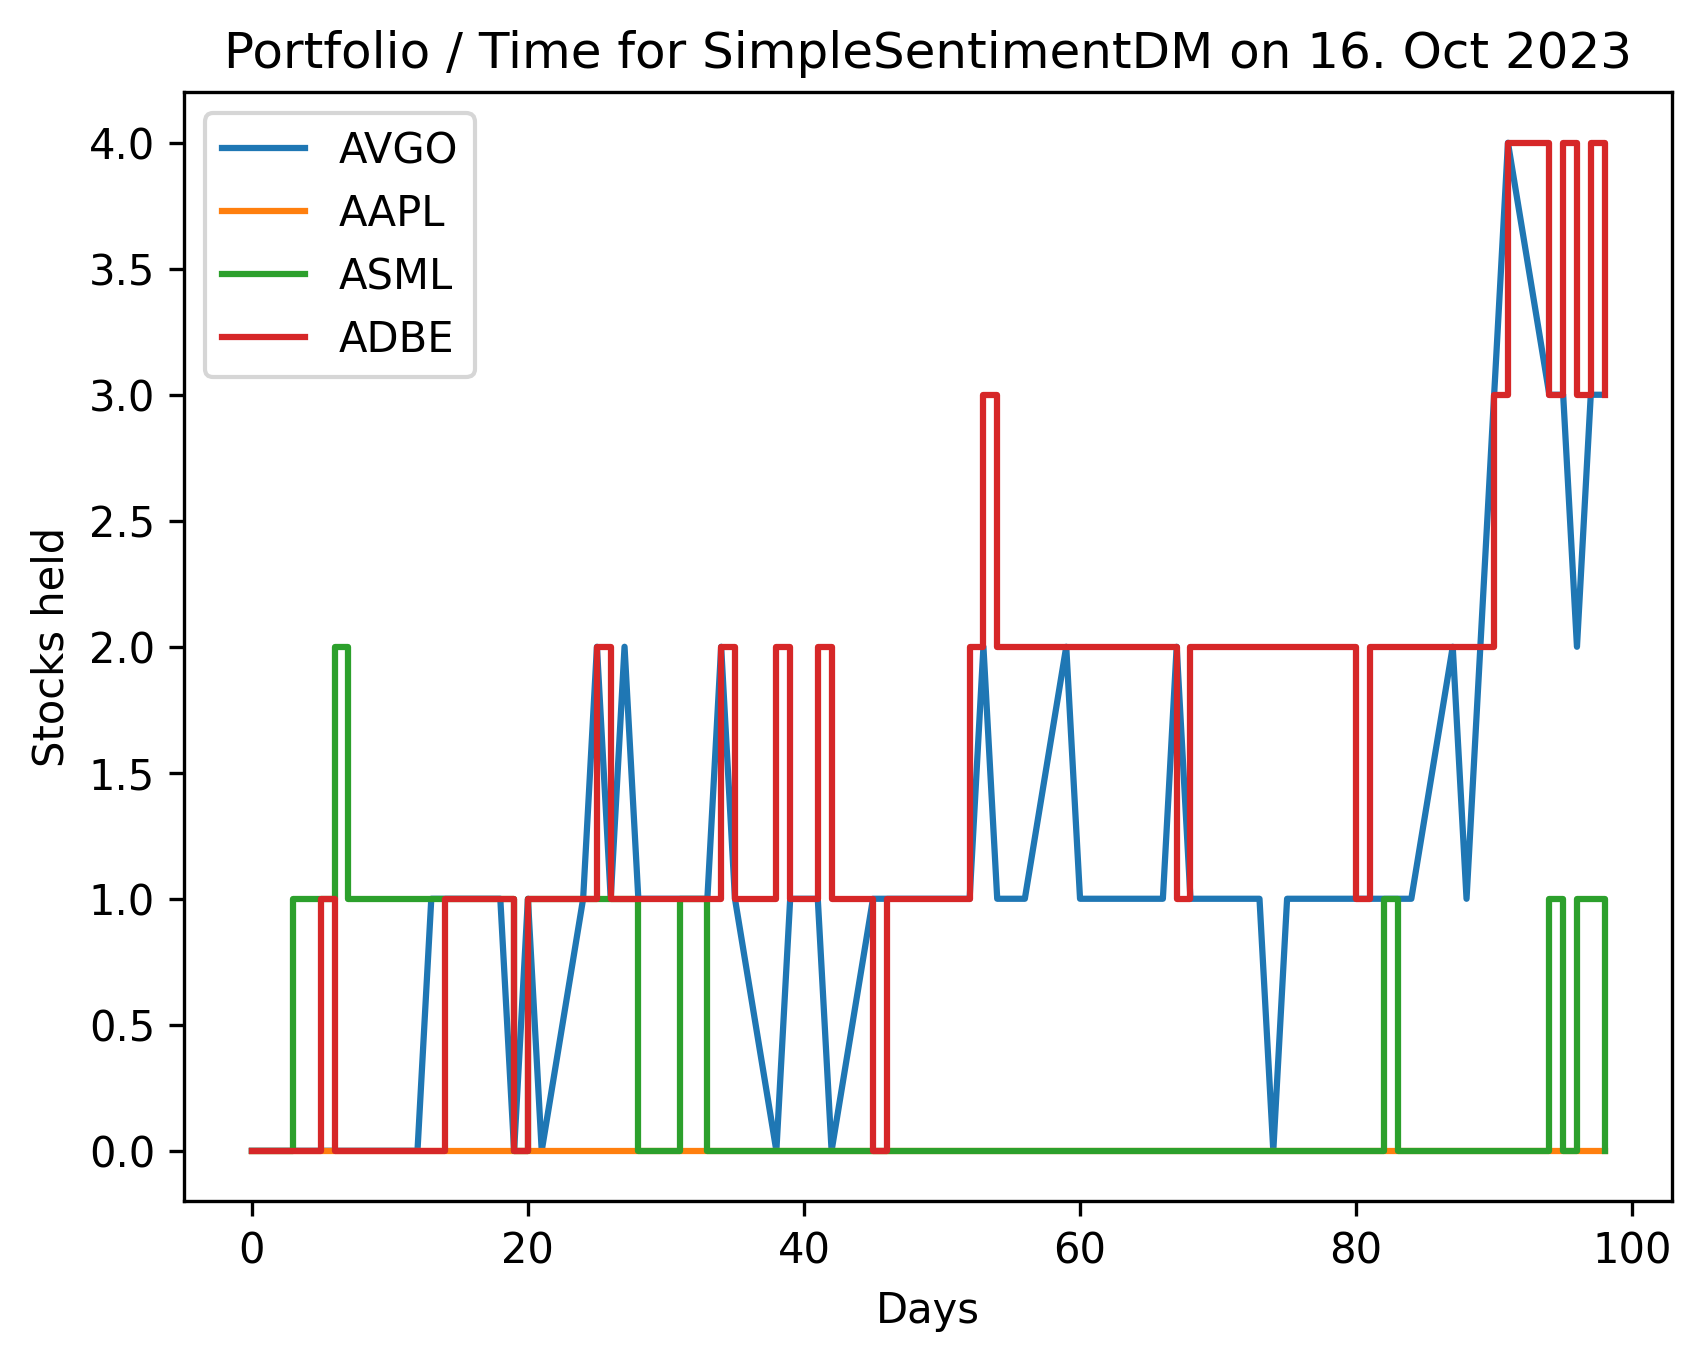 Portfolio / Time for SimpleSentimentDM on 16. Oct 2023
AVGO
AAPL
ASML
ADBE
4.0
3.5
3.0
2.5
2.0
1.5
1.0
0.5
0.0
Stocks held
0 20 40 60 80 100
Days